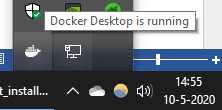 Docker Desktop is running
t_install...
14:55
10-5-2020